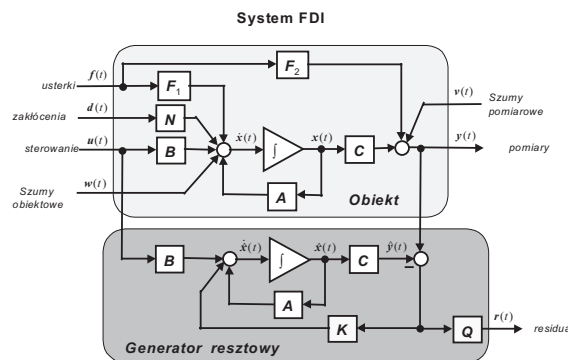 System FDI
f(t)
usterki
F₁
F₂
v(t)
Szumy
pomiarowe
d(t)
zakłócenia
N
u(t)
sterowanie
B
ẋ(t)
∫
x(t)
C
y(t)
pomiary
w(t)
Szumy
obiektowe
A
Obiekt
B
x̂̇(t)
∫
x̂(t)
C
ŷ(t)
−
A
K
Q
r(t)
residua
Generator resztowy